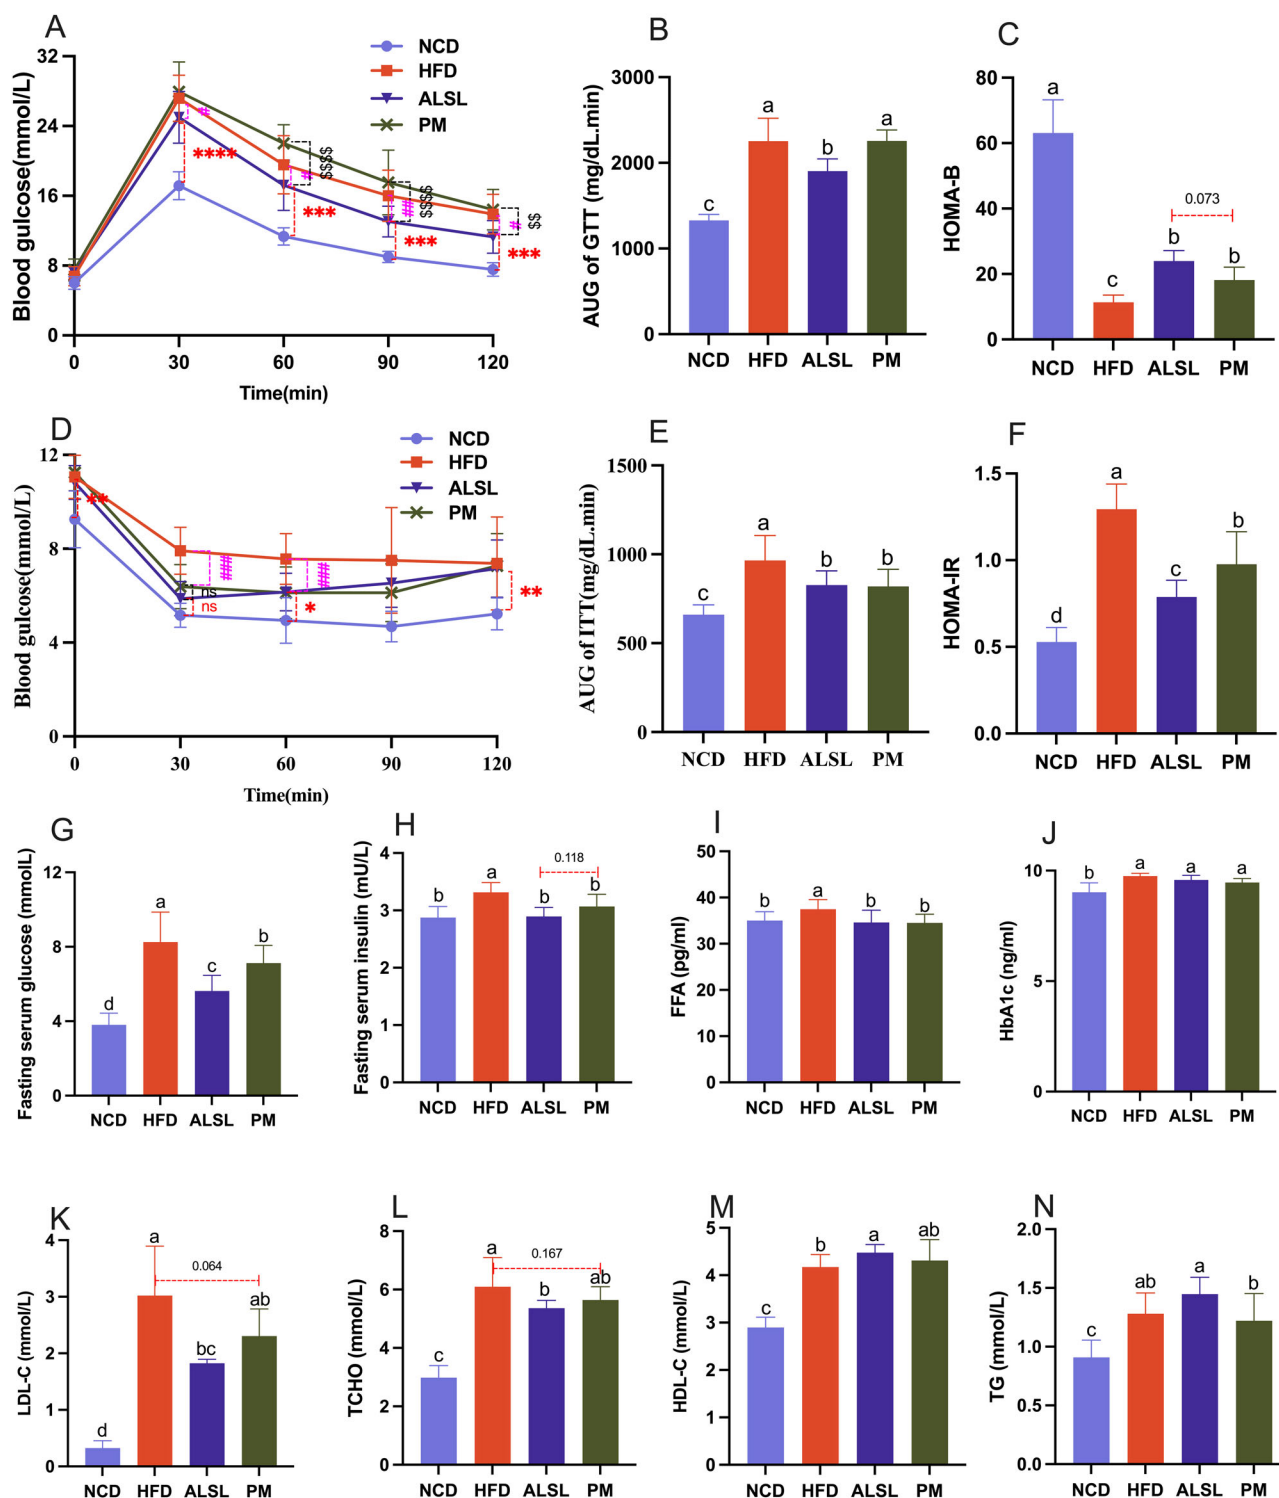 A
Blood gulcose(mmol/L)
32
24
16
8
0
0
30
60
90
120
Time(min)
NCD
HFD
ALSL
PM
#
****
$$$$
#
***
$$$$
###
***
$$
#
***
B
AUG of GTT (mg/dL.min)
3000
2000
1000
0
c
a
b
a
NCD
HFD
ALSL
PM
C
HOMA-B
80
60
40
20
0
a
c
b
b
0.073
NCD
HFD
ALSL
PM
D
Blood gulcose(mmol/L)
12
8
4
0
0
30
60
90
120
Time(min)
NCD
HFD
ALSL
PM
**
####
ns
ns
####
*
**
E
AUG of ITT(mg/dL.min)
1500
1000
500
0
c
a
b
b
NCD
HFD
ALSL
PM
F
HOMA-IR
1.5
1.0
0.5
0.0
d
a
c
b
NCD
HFD
ALSL
PM
G
Fasting serum glucose (mmolL)
12
8
4
0
d
a
c
b
NCD
HFD
ALSL
PM
H
Fasting serum insulin (mU/L)
4
3
2
1
0
b
a
b
b
0.118
NCD
HFD
ALSL
PM
I
FFA (pg/ml)
50
40
30
20
10
0
b
a
b
b
NCD
HFD
ALSL
PM
J
HbA1c (ng/ml)
10
5
0
b
a
a
a
NCD
HFD
ALSL
PM
K
LDL-C (mmol/L)
4
3
2
1
0
d
a
bc
ab
0.064
NCD
HFD
ALSL
PM
L
TCHO (mmol/L)
8
6
4
2
0
c
a
b
ab
0.167
NCD
HFD
ALSL
PM
M
HDL-C (mmol/L)
5
4
3
2
1
0
c
b
a
ab
NCD
HFD
ALSL
PM
N
TG (mmol/L)
2.0
1.5
1.0
0.5
0.0
c
ab
a
b
NCD
HFD
ALSL
PM